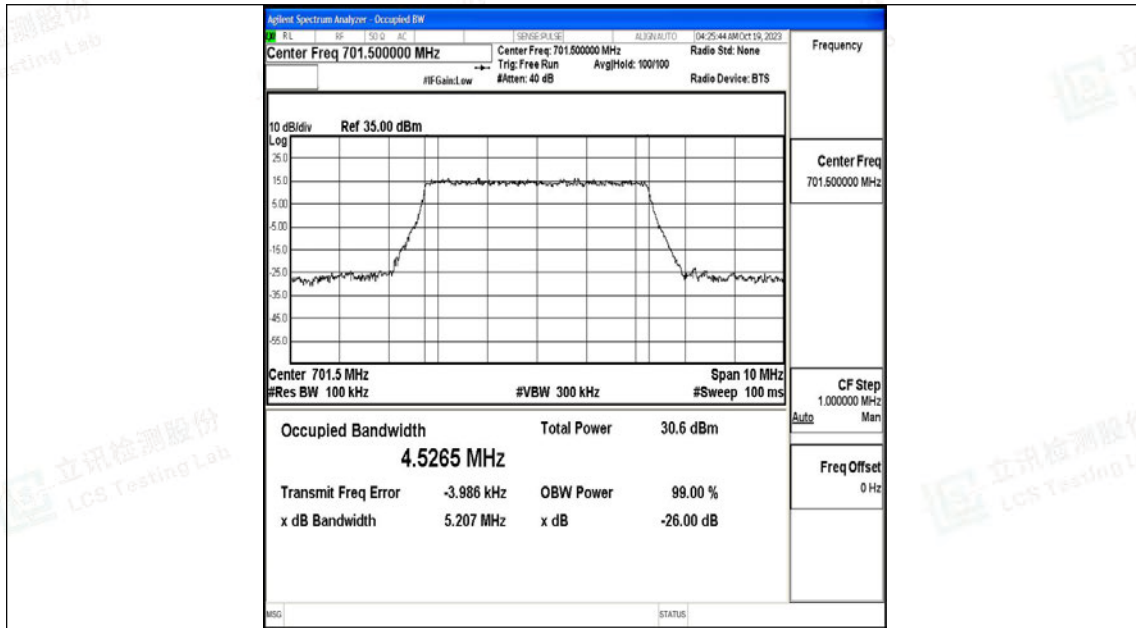 Agilent Spectrum Analyzer - Occupied BW
RL RF 50 Ω AC SENSE:PULSE ALIGN AUTO 04:25:44 AM Oct 19, 2023
Center Freq 701.500000 MHz
Center Freq: 701.500000 MHz Radio Std: None
Trig: Free Run Avg|Hold: 100/100
#IFGain:Low #Atten: 40 dB Radio Device: BTS
Frequency
10 dB/div Ref 35.00 dBm
Log
25.0
15.0
5.00
-5.00
-15.0
-25.0
-35.0
-45.0
-55.0
Center Freq
701.500000 MHz
Center 701.5 MHz Span 10 MHz
#Res BW 100 kHz #VBW 300 kHz #Sweep 100 ms
CF Step
1.000000 MHz
Auto Man
Occupied Bandwidth Total Power 30.6 dBm
4.5265 MHz
Transmit Freq Error -3.986 kHz OBW Power 99.00 %
x dB Bandwidth 5.207 MHz x dB -26.00 dB
Freq Offset
0 Hz
MSG STATUS
立讯检测股份
LCS Testing Lab